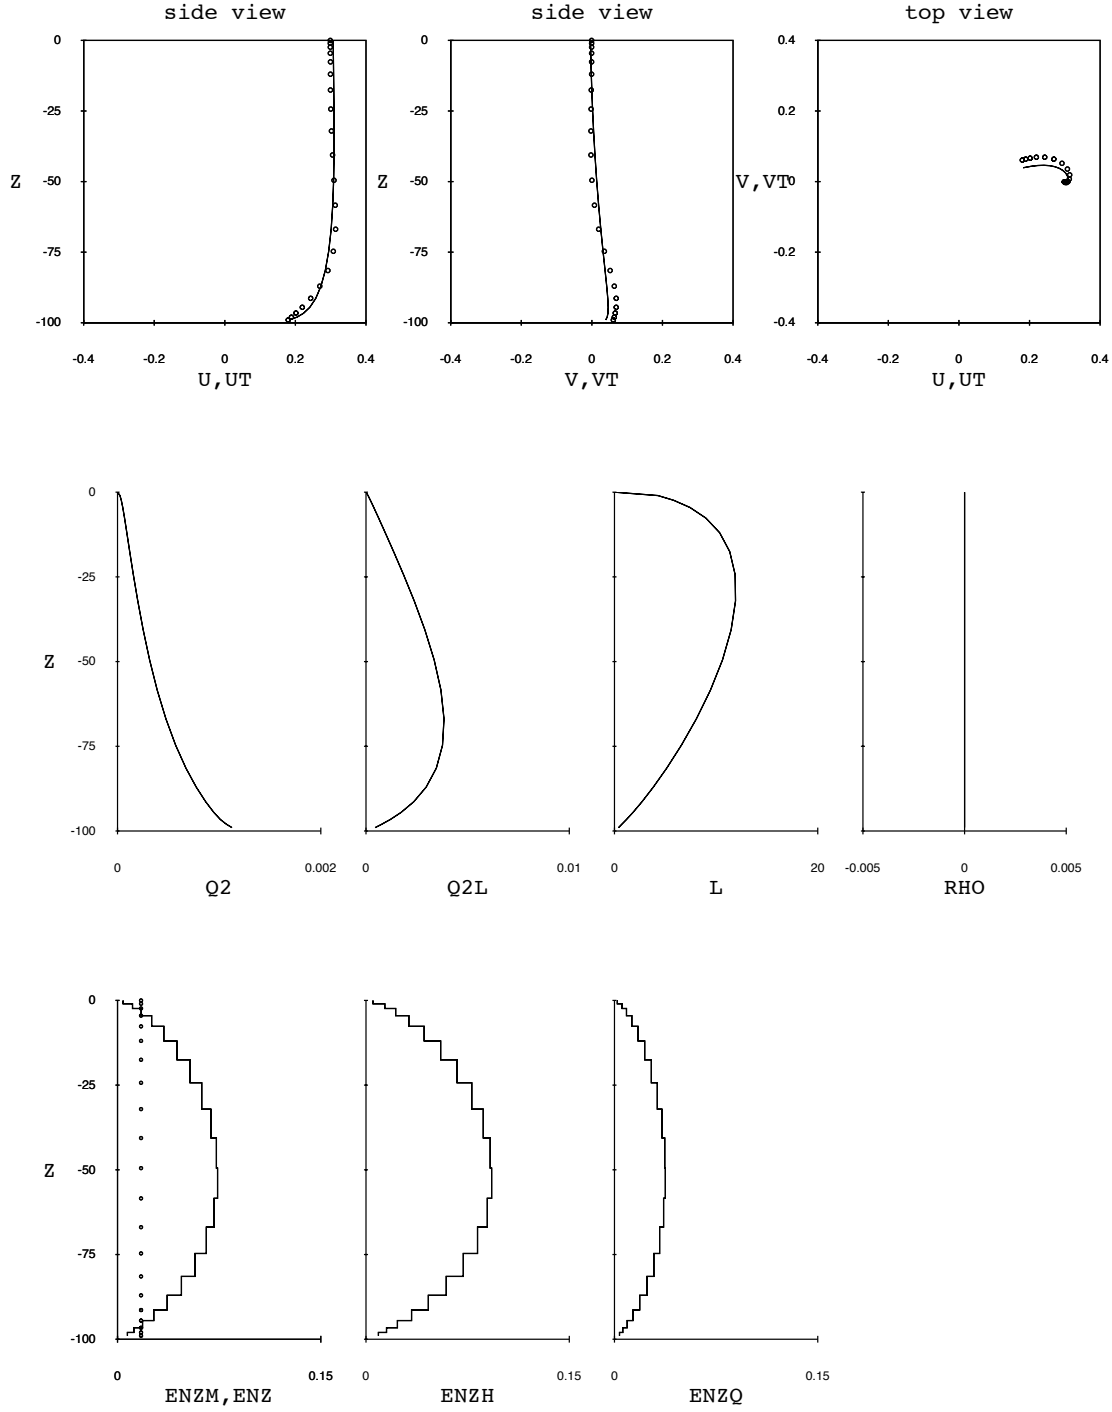 side view side view top view
0 0 0.4
-25 -25 0.2
Z -50 Z -50 V,VT 0
-75 -75 -0.2
-100 -100 -0.4
-0.4 -0.2 0 0.2 0.4 -0.4 -0.2 0 0.2 0.4 -0.4 -0.2 0 0.2 0.4
U,UT V,VT U,UT
0
-25
Z -50
-75
-100
0 0.002 0 0.01 0 20 -0.005 0 0.005
Q2 Q2L L RHO
0
-25
Z -50
-75
-100
0 0.15 0 0.15 0 0.15
ENZM,ENZ ENZH ENZQ